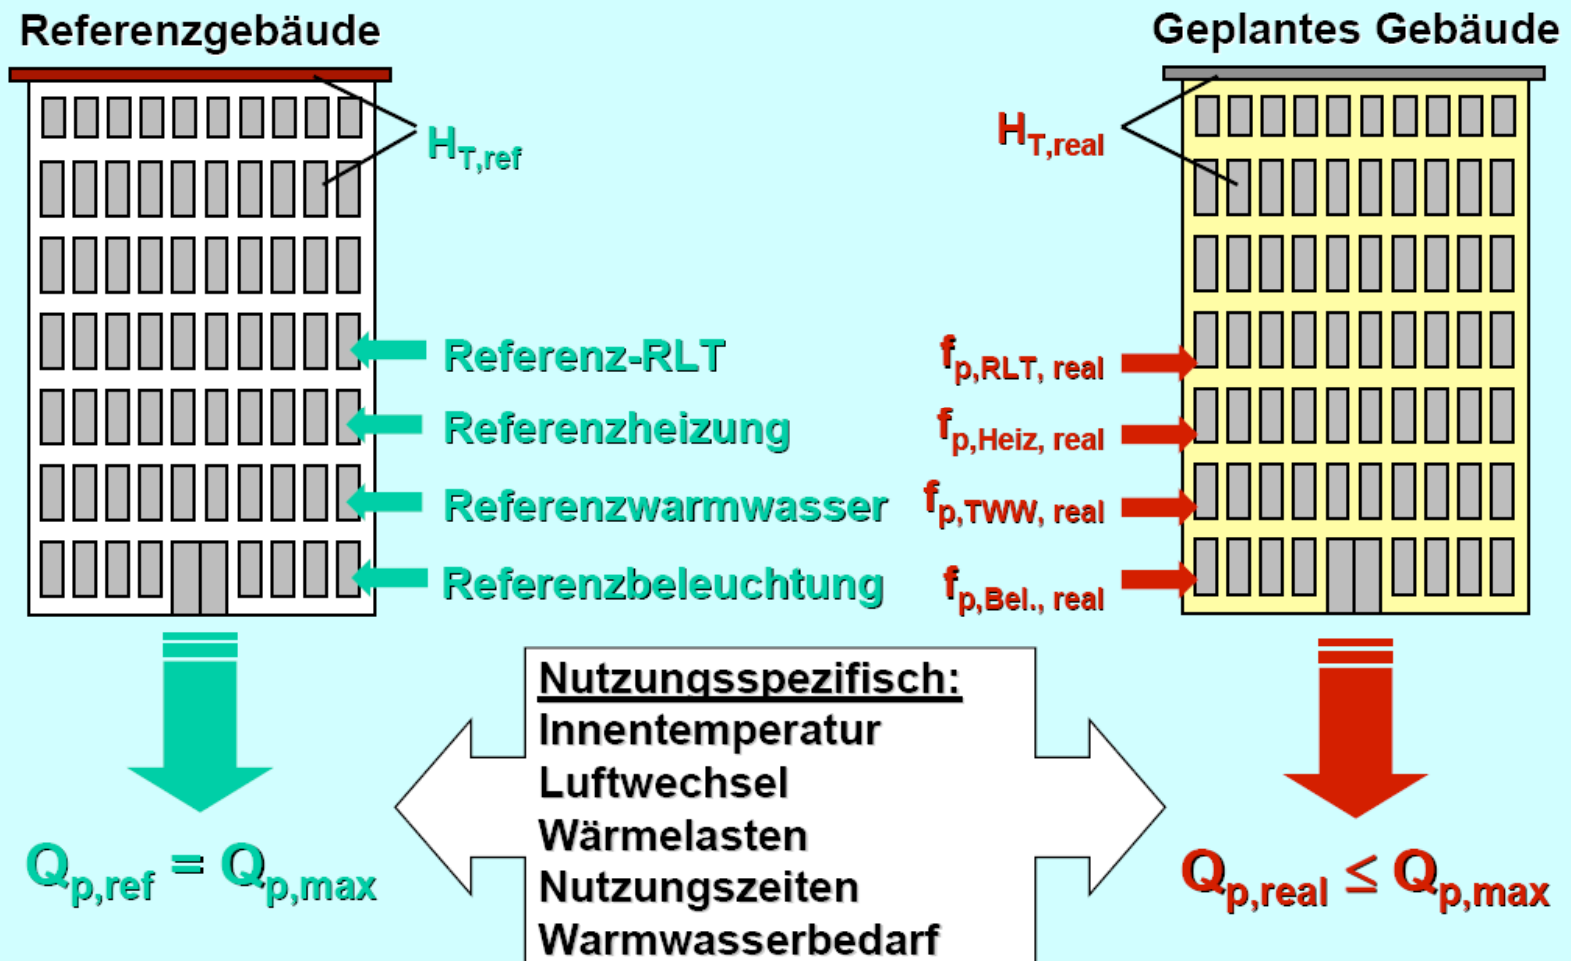 Referenzgebäude
Geplantes Gebäude
H_T,ref
H_T,real
Referenz-RLT
f_p,RLT, real
Referenzheizung
f_p,Heiz, real
Referenzwarmwasser
f_p,TWW, real
Referenzbeleuchtung
f_p,Bel., real
Nutzungsspezifisch:
Innentemperatur
Luftwechsel
Wärmelasten
Nutzungszeiten
Warmwasserbedarf
Q_p,ref = Q_p,max
Q_p,real ≤ Q_p,max